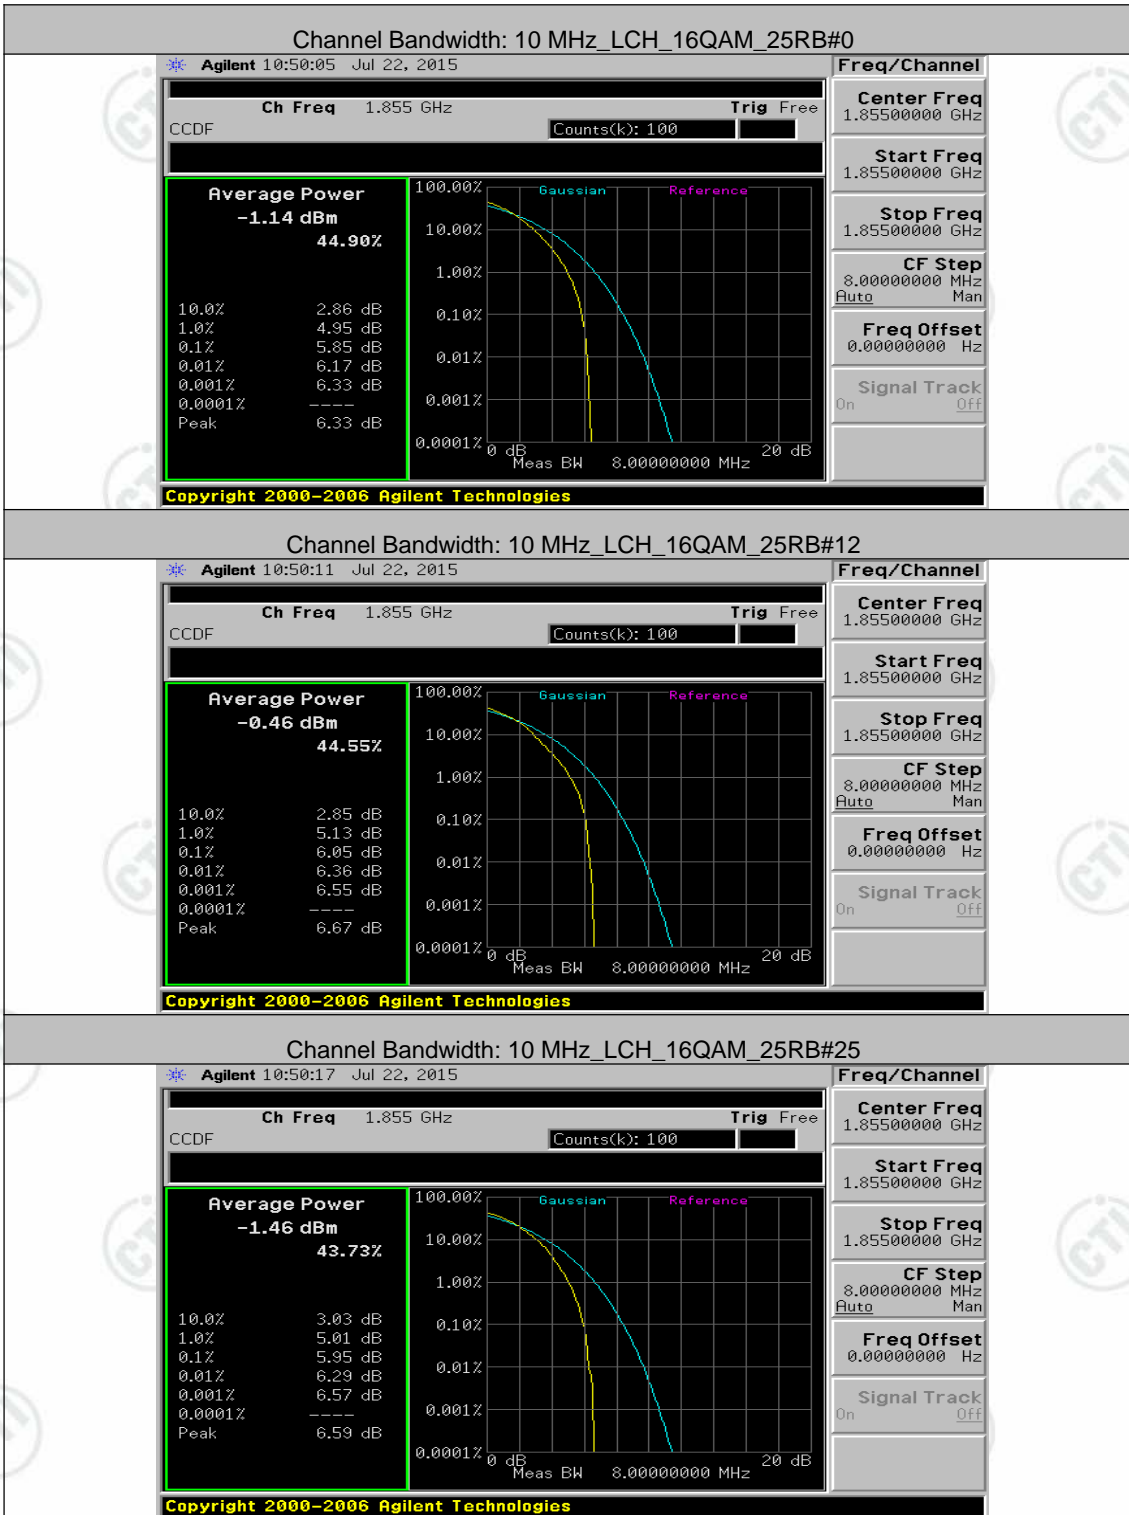 Channel Bandwidth: 10 MHz_LCH_16QAM_25RB#0
Agilent 10:50:05 Jul 22, 2015 Freq/Channel
Ch Freq 1.855 GHz Trig Free
CCDF Counts(k): 100
Average Power
-1.14 dBm
44.90%
10.0% 2.86 dB
1.0% 4.95 dB
0.1% 5.85 dB
0.01% 6.17 dB
0.001% 6.33 dB
0.0001% ----
Peak 6.33 dB
Gaussian Reference
100.00%
10.00%
1.00%
0.10%
0.01%
0.001%
0.0001%
0 dB 20 dB
Meas BW 8.00000000 MHz
Center Freq
1.85500000 GHz
Start Freq
1.85500000 GHz
Stop Freq
1.85500000 GHz
CF Step
8.00000000 MHz
Auto Man
Freq Offset
0.00000000 Hz
Signal Track
On Off
Copyright 2000-2006 Agilent Technologies
Channel Bandwidth: 10 MHz_LCH_16QAM_25RB#12
Agilent 10:50:11 Jul 22, 2015 Freq/Channel
Ch Freq 1.855 GHz Trig Free
CCDF Counts(k): 100
Average Power
-0.46 dBm
44.55%
10.0% 2.85 dB
1.0% 5.13 dB
0.1% 6.05 dB
0.01% 6.36 dB
0.001% 6.55 dB
0.0001% ----
Peak 6.67 dB
Gaussian Reference
100.00%
10.00%
1.00%
0.10%
0.01%
0.001%
0.0001%
0 dB 20 dB
Meas BW 8.00000000 MHz
Center Freq
1.85500000 GHz
Start Freq
1.85500000 GHz
Stop Freq
1.85500000 GHz
CF Step
8.00000000 MHz
Auto Man
Freq Offset
0.00000000 Hz
Signal Track
On Off
Copyright 2000-2006 Agilent Technologies
Channel Bandwidth: 10 MHz_LCH_16QAM_25RB#25
Agilent 10:50:17 Jul 22, 2015 Freq/Channel
Ch Freq 1.855 GHz Trig Free
CCDF Counts(k): 100
Average Power
-1.46 dBm
43.73%
10.0% 3.03 dB
1.0% 5.01 dB
0.1% 5.95 dB
0.01% 6.29 dB
0.001% 6.57 dB
0.0001% ----
Peak 6.59 dB
Gaussian Reference
100.00%
10.00%
1.00%
0.10%
0.01%
0.001%
0.0001%
0 dB 20 dB
Meas BW 8.00000000 MHz
Center Freq
1.85500000 GHz
Start Freq
1.85500000 GHz
Stop Freq
1.85500000 GHz
CF Step
8.00000000 MHz
Auto Man
Freq Offset
0.00000000 Hz
Signal Track
On Off
Copyright 2000-2006 Agilent Technologies
CTI
CTI
CTI
CTI
CTI
CTI
CTI
CTI